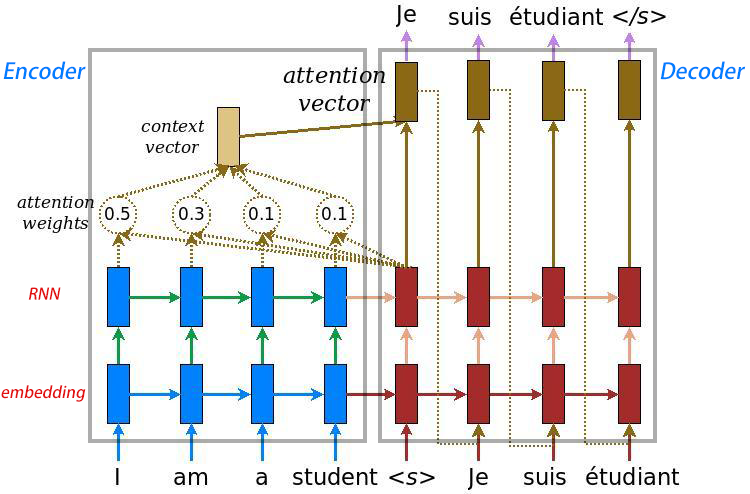 Je suis étudiant </s>
Encoder
Decoder
attention
vector
context
vector
attention
weights
0.5 0.3 0.1 0.1
RNN
embedding
I am a student <s> Je suis étudiant